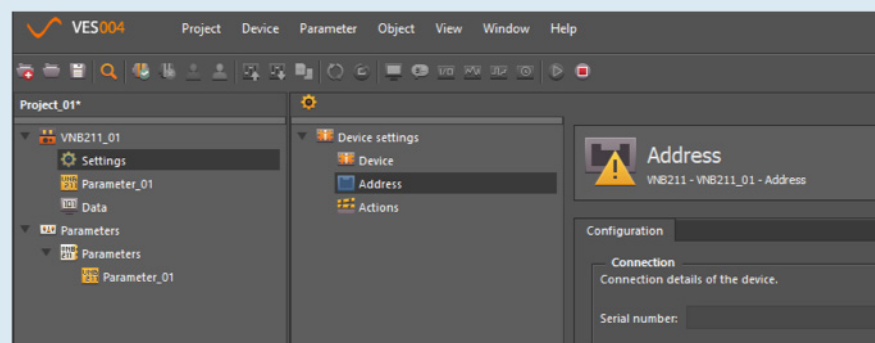 VES004 Project Device Parameter Object View Window Help
I/O
Project_01*
VNB211_01
Settings
Parameter_01
Data
Parameters
Parameters
Parameter_01
Device settings
Device
Address
Actions
Address
VNB211 - VNB211_01 - Address
Configuration
Connection
Connection details of the device.
Serial number: